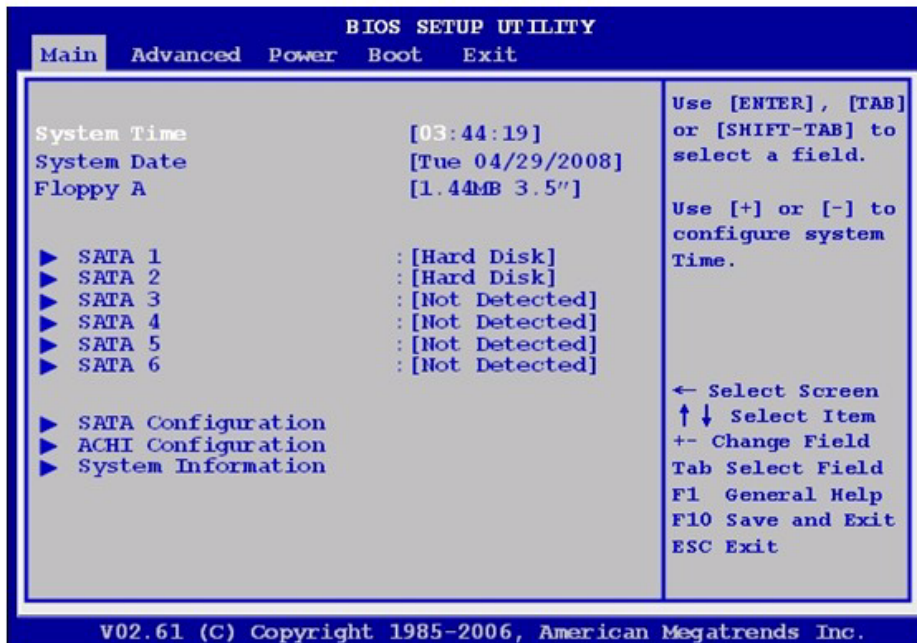 BIOS SETUP UTILITY
Main Advanced Power Boot Exit
System Time [03:44:19]
System Date [Tue 04/29/2008]
Floppy A [1.44MB 3.5″]
▶ SATA 1 :[Hard Disk]
▶ SATA 2 :[Hard Disk]
▶ SATA 3 :[Not Detected]
▶ SATA 4 :[Not Detected]
▶ SATA 5 :[Not Detected]
▶ SATA 6 :[Not Detected]
▶ SATA Configuration
▶ ACHI Configuration
▶ System Information
Use [ENTER], [TAB]
or [SHIFT-TAB] to
select a field.
Use [+] or [-] to
configure system
Time.
← Select Screen
↑↓ Select Item
+- Change Field
Tab Select Field
F1 General Help
F10 Save and Exit
ESC Exit
V02.61 (C) Copyright 1985-2006, American Megatrends Inc.